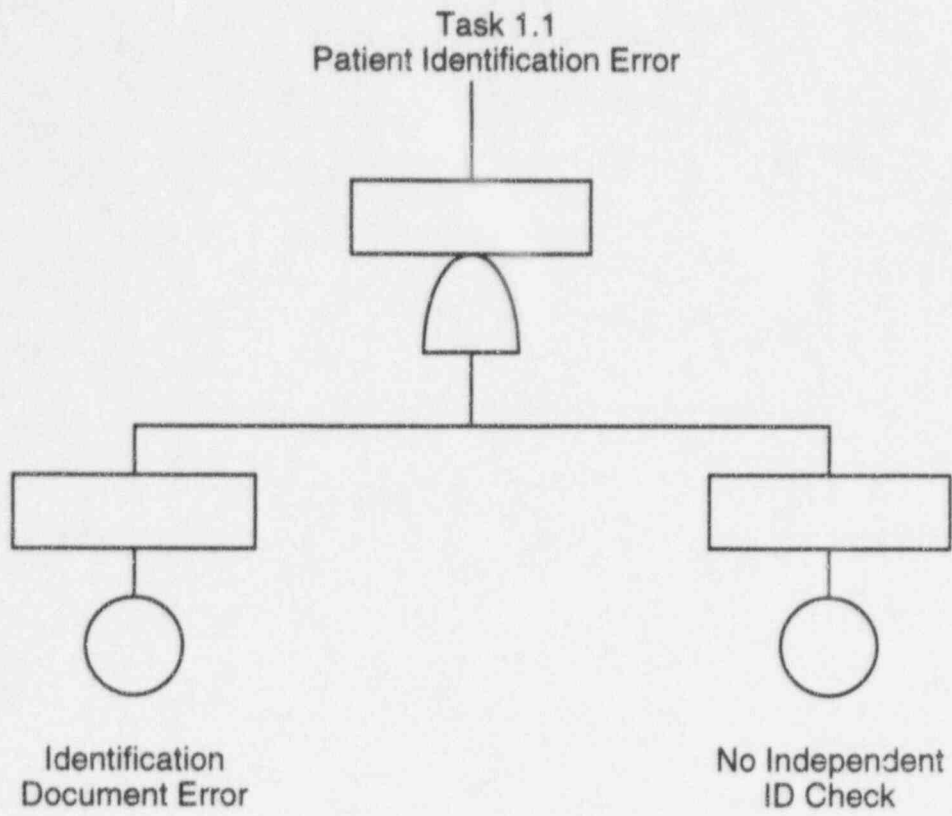 Task 1.1
Patient Identification Error
Identification
Document Error
No Independent
ID Check